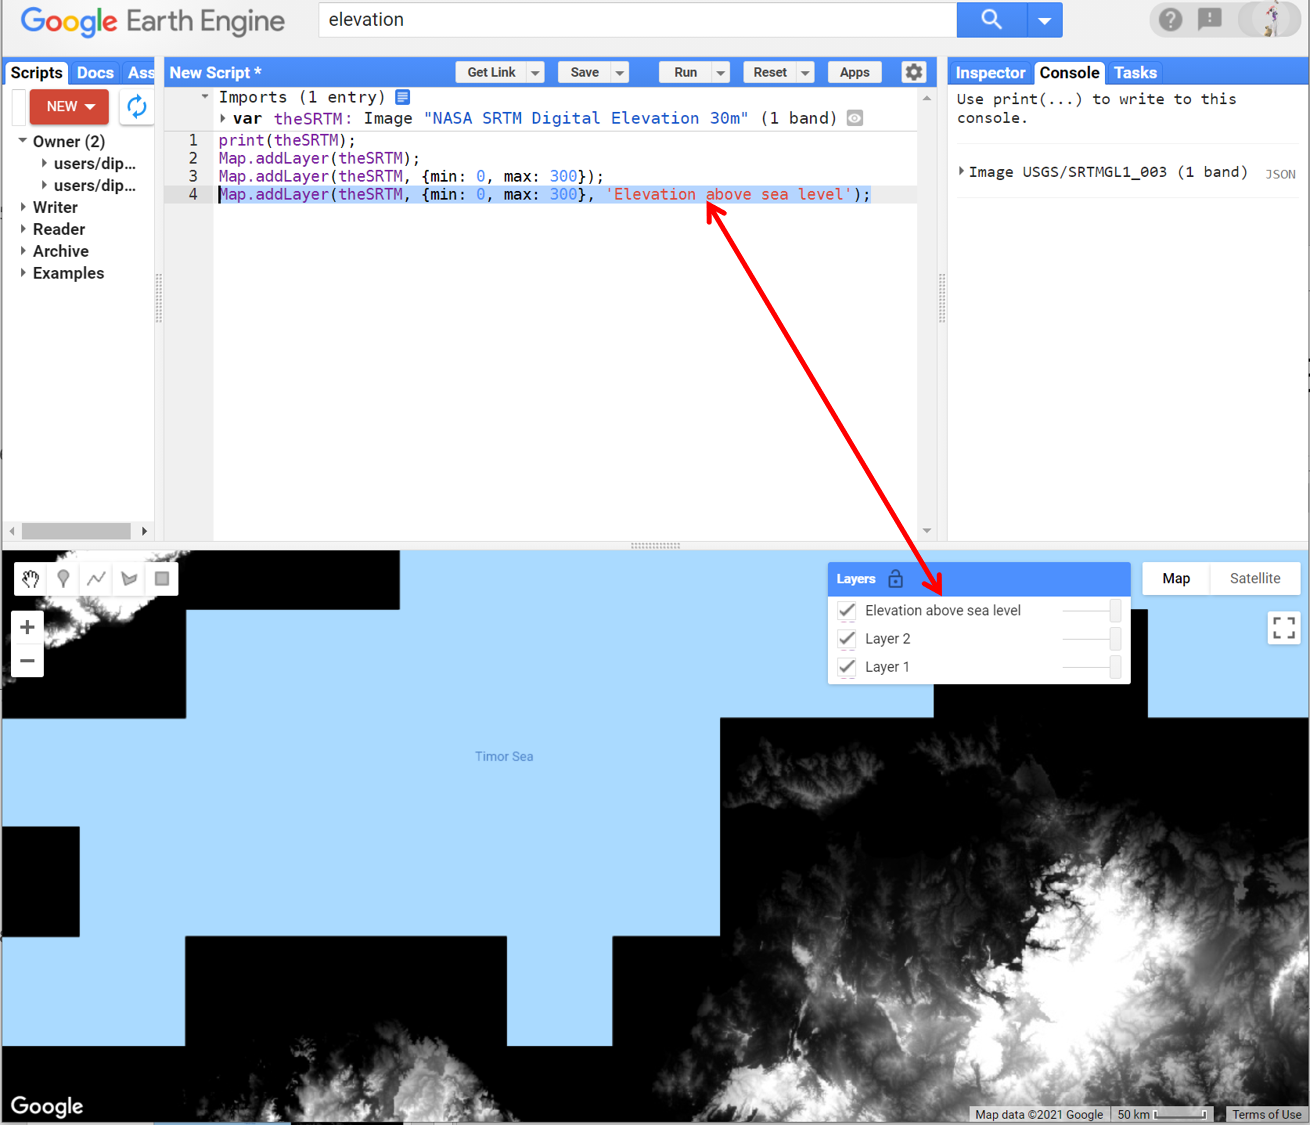 Google Earth Engine
elevation
Scripts Docs Ass
NEW
Owner (2)
users/dip...
users/dip...
Writer
Reader
Archive
Examples
New Script *
Get Link Save Run Reset Apps
Imports (1 entry)
var theSRTM: Image "NASA SRTM Digital Elevation 30m" (1 band)
1 print(theSRTM);
2 Map.addLayer(theSRTM);
3 Map.addLayer(theSRTM, {min: 0, max: 300});
4 Map.addLayer(theSRTM, {min: 0, max: 300}, 'Elevation above sea level');
Inspector Console Tasks
Use print(...) to write to this
console.
Image USGS/SRTMGL1_003 (1 band) JSON
Layers
Elevation above sea level
Layer 2
Layer 1
Map Satellite
Timor Sea
Google
Map data ©2021 Google 50 km Terms of Use